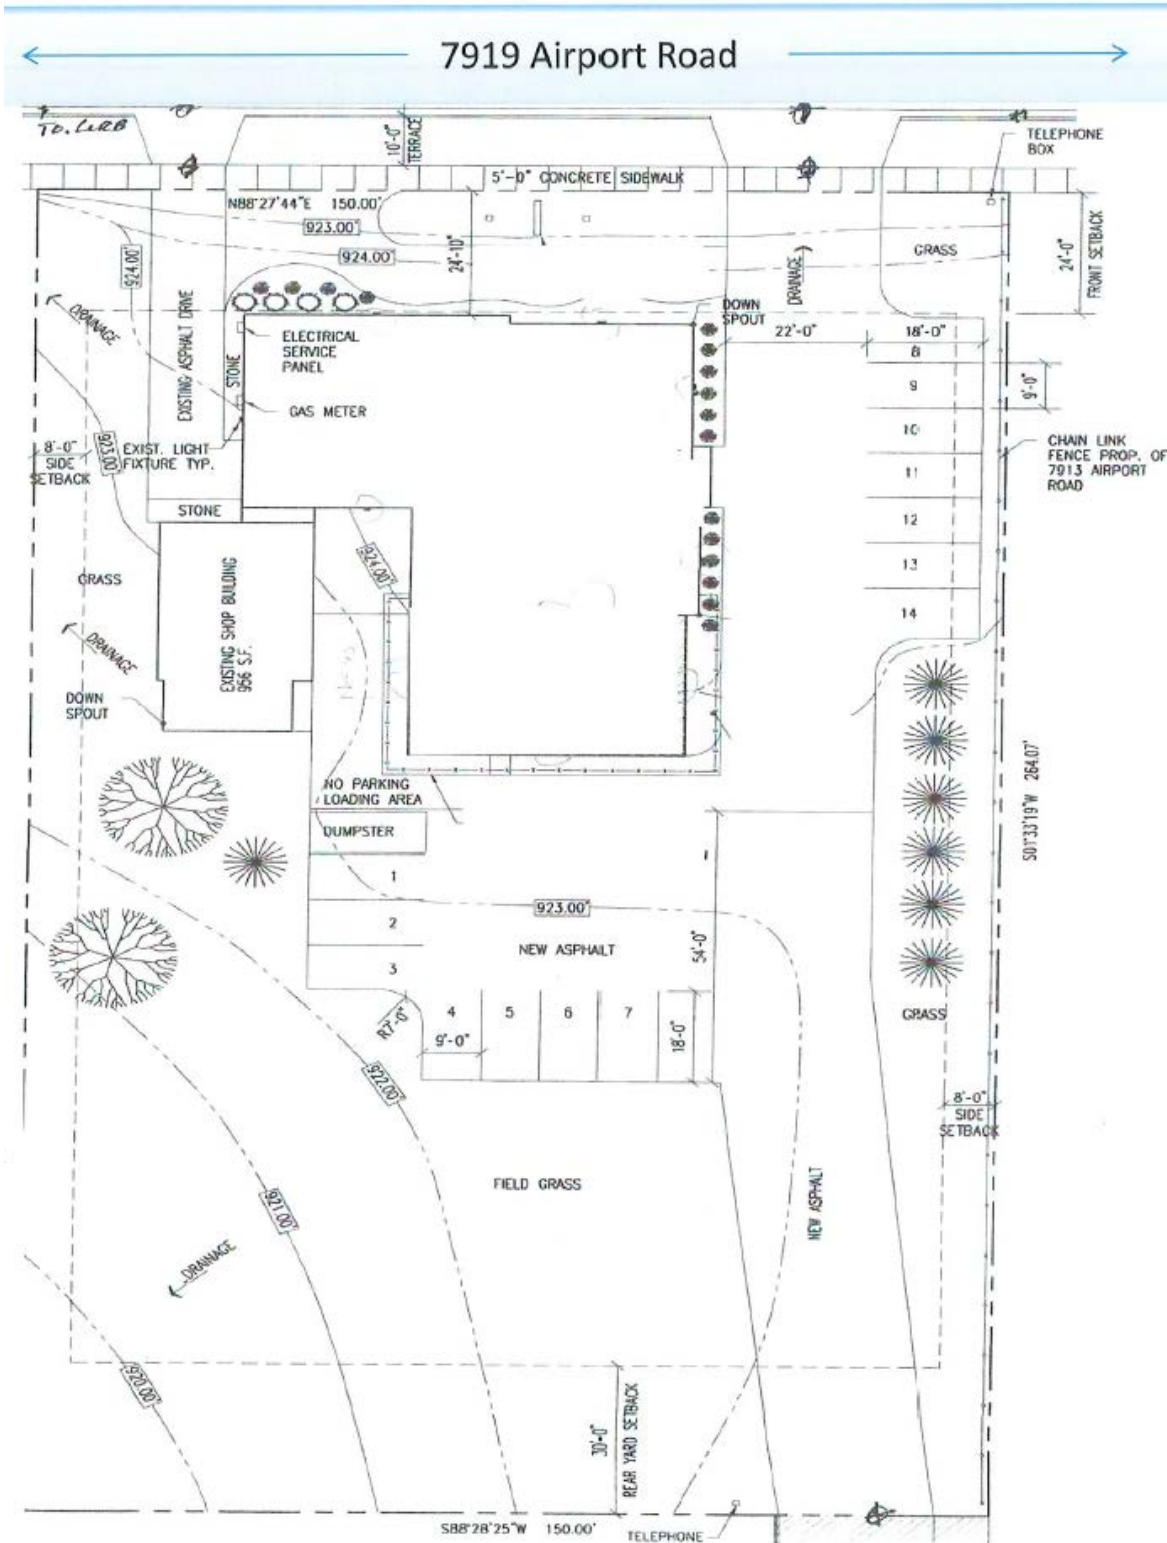 7919 Airport Road
TO. CURB
10'-0"
TERRACE
TELEPHONE
BOX
5'-0" CONCRETE SIDEWALK
N88°27'44"E 150.00'
923.00'
924.00'
924.00'
24'-10"
DRAINAGE
GRASS
24'-0"
FRONT SETBACK
DRAINAGE
EXISTING ASPHALT DRIVE
STONE
ELECTRICAL
SERVICE
PANEL
DOWN
SPOUT
22'-0"
18'-0"
8
9
9'-0"
GAS METER
10
8'-0"
SIDE
SETBACK
923.00'
EXIST. LIGHT
FIXTURE TYP.
CHAIN LINK
FENCE PROP. OF
7913 AIRPORT
ROAD
11
STONE
12
924.00'
13
GRASS
EXISTING SHOP BUILDING
956 S.F.
14
DRAINAGE
DOWN
SPOUT
NO PARKING
LOADING AREA
DUMPSTER
S01°33'19"W 264.07'
1
923.00'
2
NEW ASPHALT
54'-0"
3
R7'-0"
4
5
6
7
9'-0"
18'-0"
GRASS
922.00'
8'-0"
SIDE
SETBACK
FIELD GRASS
NEW ASPHALT
921.00'
DRAINAGE
920.00'
30'-0"
REAR YARD SETBACK
S88°28'25"W 150.00'
TELEPHONE